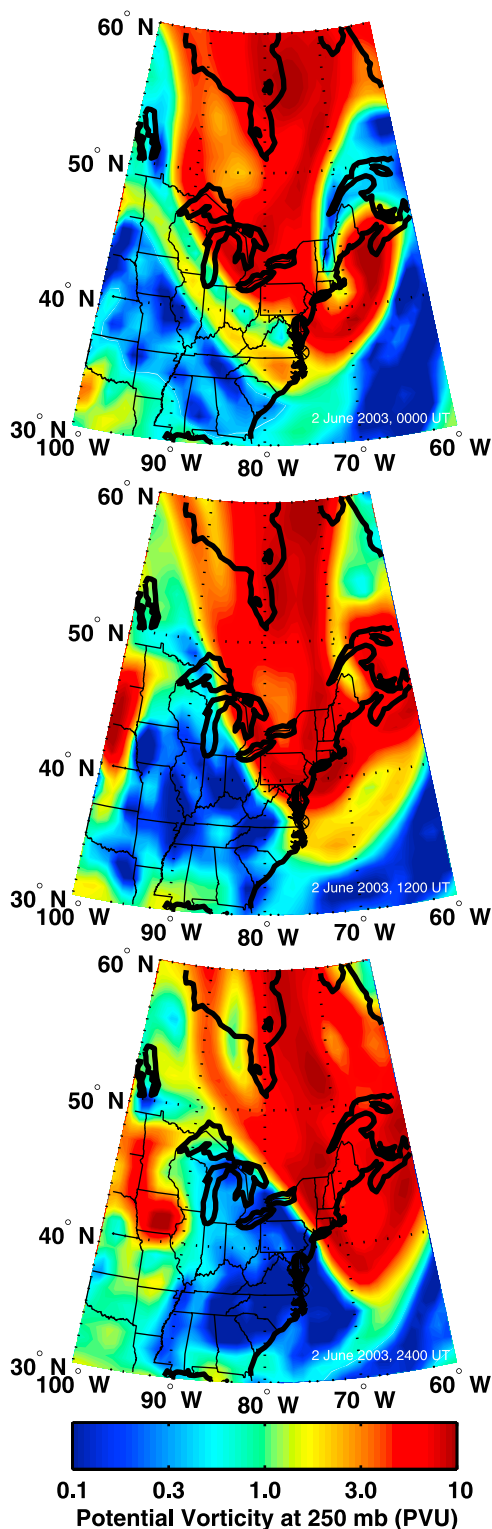 60° N
50° N
40° N
30° N
100° W
90° W
80° W
70° W
60° W
2 June 2003, 0000 UT
60° N
50° N
40° N
30° N
100° W
90° W
80° W
70° W
60° W
2 June 2003, 1200 UT
60° N
50° N
40° N
30° N
100° W
90° W
80° W
70° W
60° W
2 June 2003, 2400 UT
0.1 0.3 1.0 3.0 10
Potential Vorticity at 250 mb (PVU)